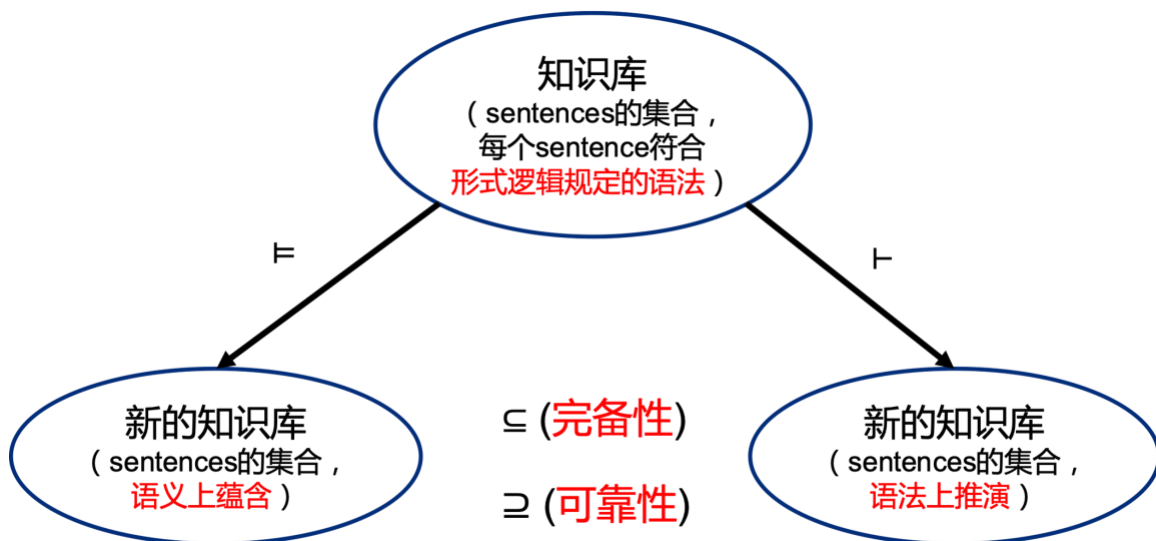 知识库
（sentences的集合，
每个sentence符合
形式逻辑规定的语法）
⊨
⊢
新的知识库
（sentences的集合，
语义上蕴含）
⊆ (完备性)
⊇ (可靠性)
新的知识库
（sentences的集合，
语法上推演）